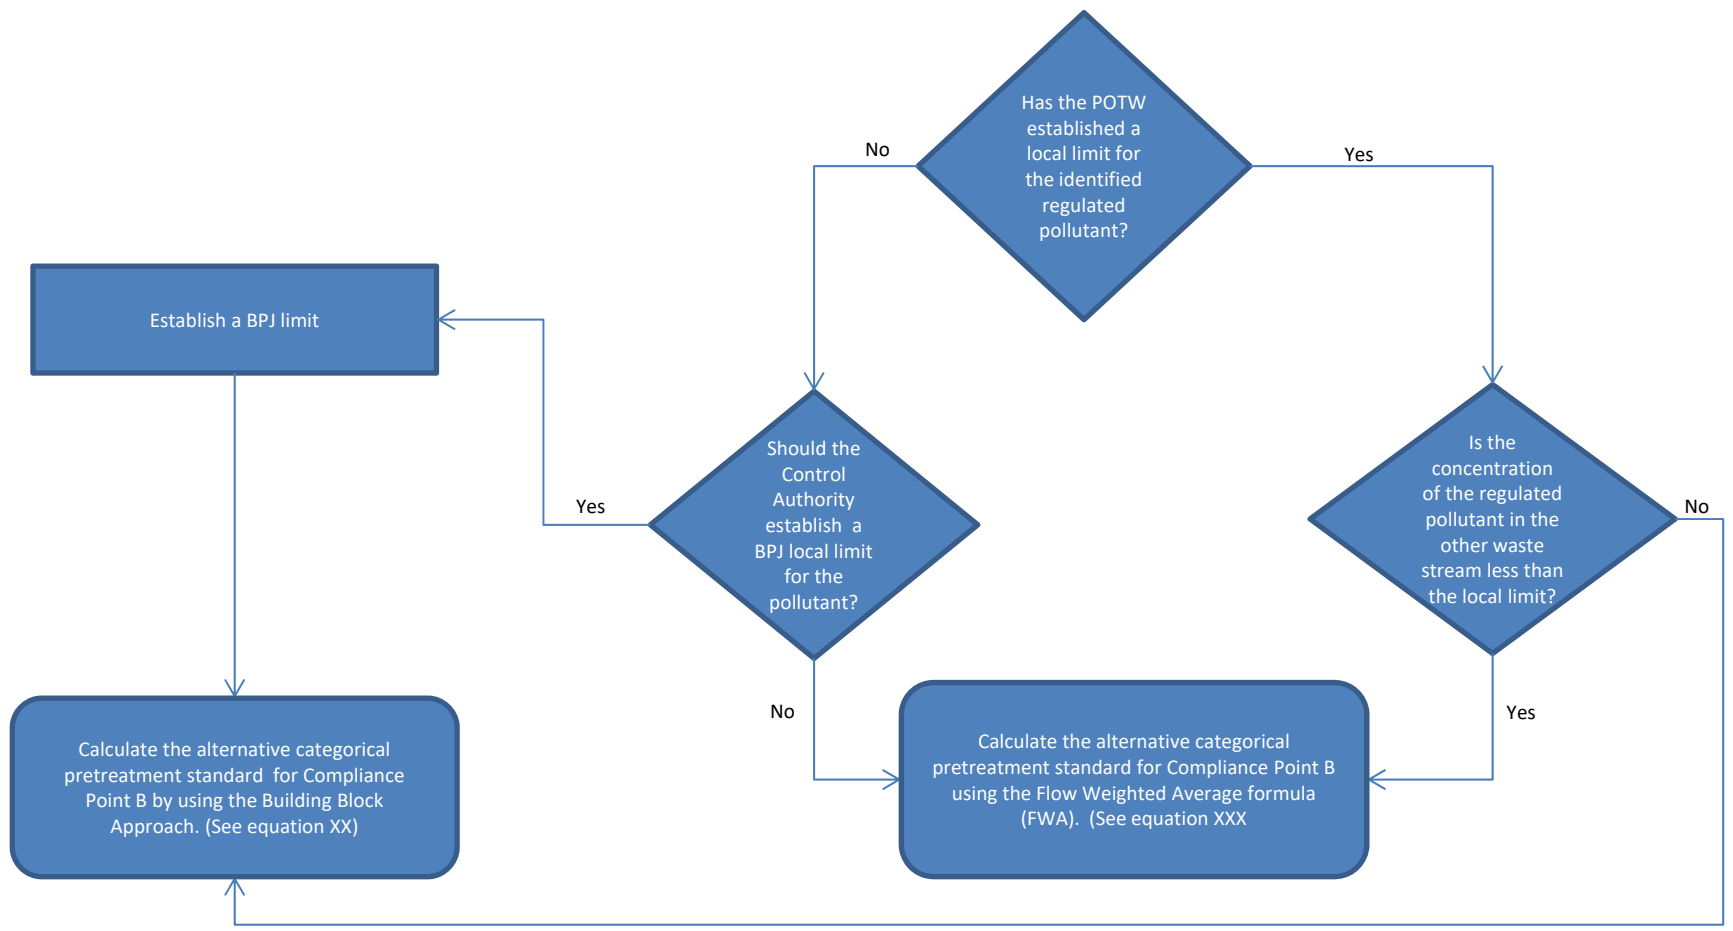 Has the POTW
established a
local limit for
the identified
regulated
pollutant?
No
Yes
Establish a BPJ limit
Should the
Control
Authority
establish  a
BPJ local limit
for the
pollutant?
Yes
No
Is the
concentration
of the regulated
pollutant in the
other waste
stream less than
the local limit?
No
Yes
Calculate the alternative categorical
pretreatment standard  for Compliance
Point B by using the Building Block
Approach. (See equation XX)
Calculate the alternative categorical
pretreatment standard for Compliance Point B
using the Flow Weighted Average formula
(FWA).  (See equation XXX